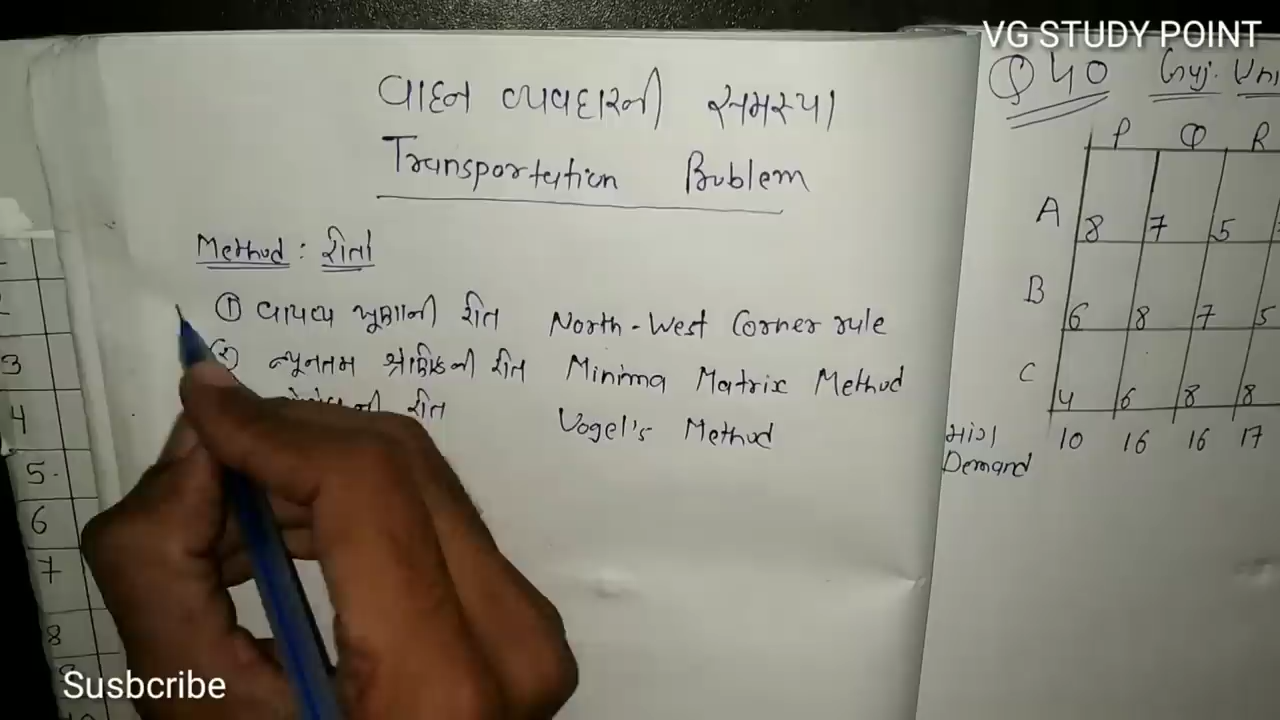 VG STUDY POINT
વાહન વ્યવહારની સમસ્યા
Transportation Problem
Method : રીતો
① વાયવ્ય ખૂણાની રીત North-West Corner rule
② ન્યૂનતમ શ્રેણિકની રીત Minima Matrix Method
રીત Vogel's Method
Q 40 Guj. Uni
P Q R
A 8 7 5
B 6 8 7 5
C 4 6 8 8
માંગ 10 16 16 17
Demand
3
4
5.
6
7
8
Susbcribe